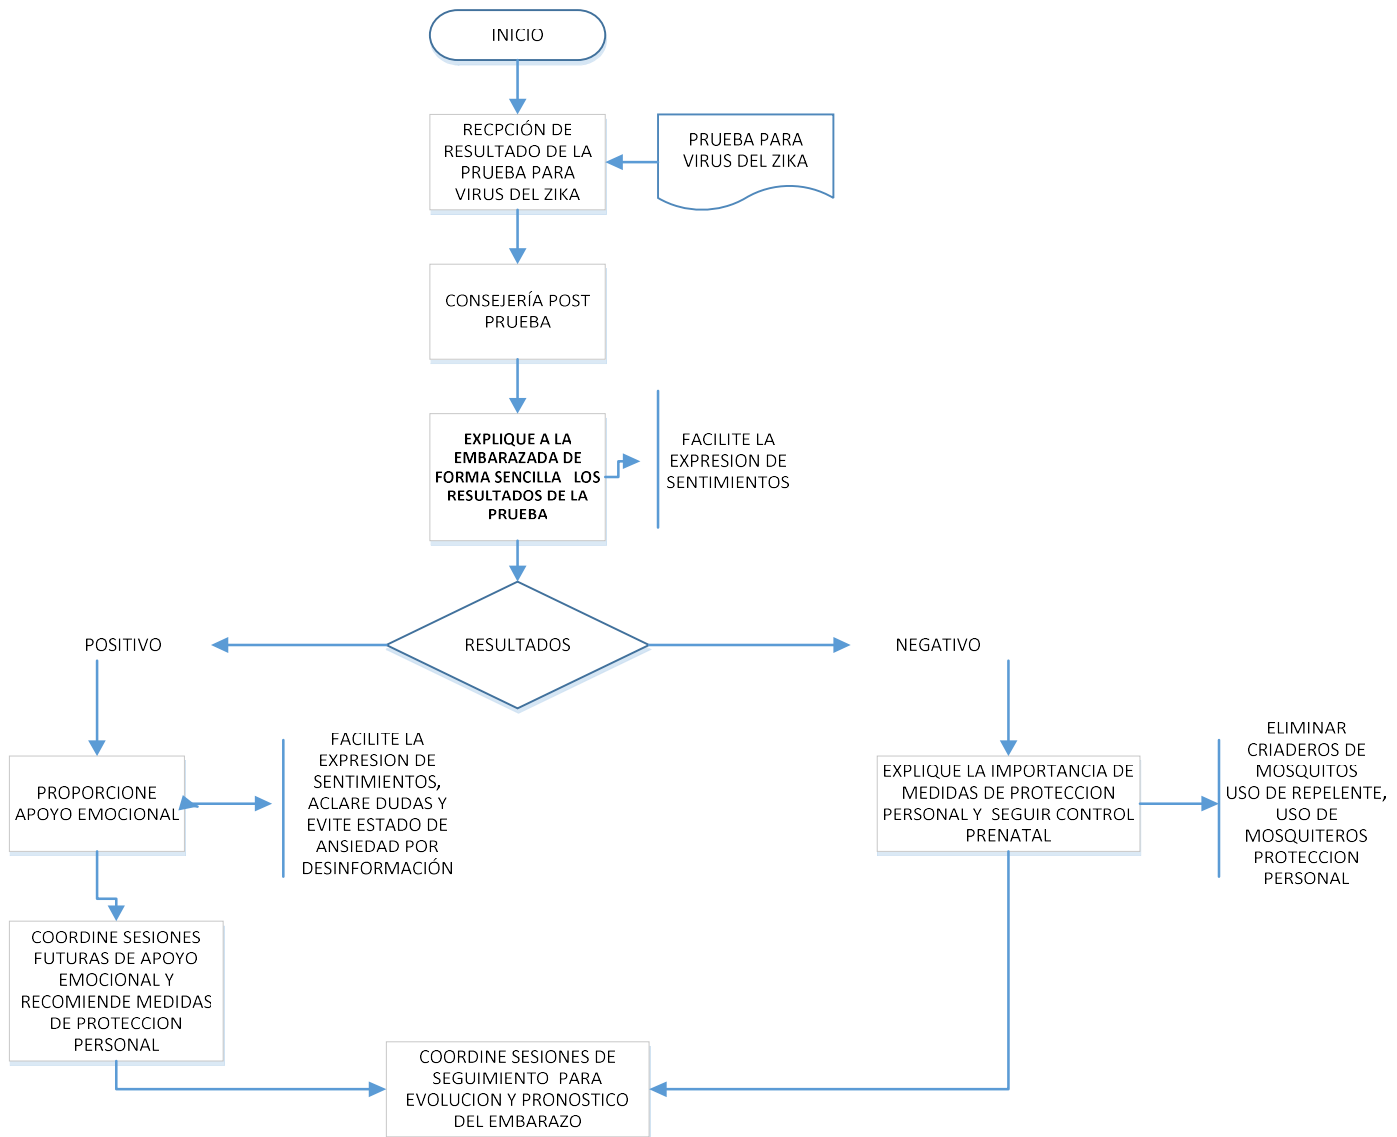 INICIO
RECPCIÓN DE
RESULTADO DE LA
PRUEBA PARA
VIRUS DEL ZIKA
PRUEBA PARA
VIRUS DEL ZIKA
CONSEJERÍA POST
PRUEBA
EXPLIQUE A LA
EMBARAZADA DE
FORMA SENCILLA LOS
RESULTADOS DE LA
PRUEBA
FACILITE LA
EXPRESION DE
SENTIMIENTOS
RESULTADOS
POSITIVO
NEGATIVO
PROPORCIONE
APOYO EMOCIONAL
FACILITE LA
EXPRESION DE
SENTIMIENTOS,
ACLARE DUDAS Y
EVITE ESTADO DE
ANSIEDAD POR
DESINFORMACIÓN
EXPLIQUE LA IMPORTANCIA DE
MEDIDAS DE PROTECCION
PERSONAL Y SEGUIR CONTROL
PRENATAL
ELIMINAR
CRIADEROS DE
MOSQUITOS
USO DE REPELENTE,
USO DE
MOSQUITEROS
PROTECCION
PERSONAL
COORDINE SESIONES
FUTURAS DE APOYO
EMOCIONAL Y
RECOMIENDE MEDIDAS
DE PROTECCION
PERSONAL
COORDINE SESIONES DE
SEGUIMIENTO PARA
EVOLUCION Y PRONOSTICO
DEL EMBARAZO